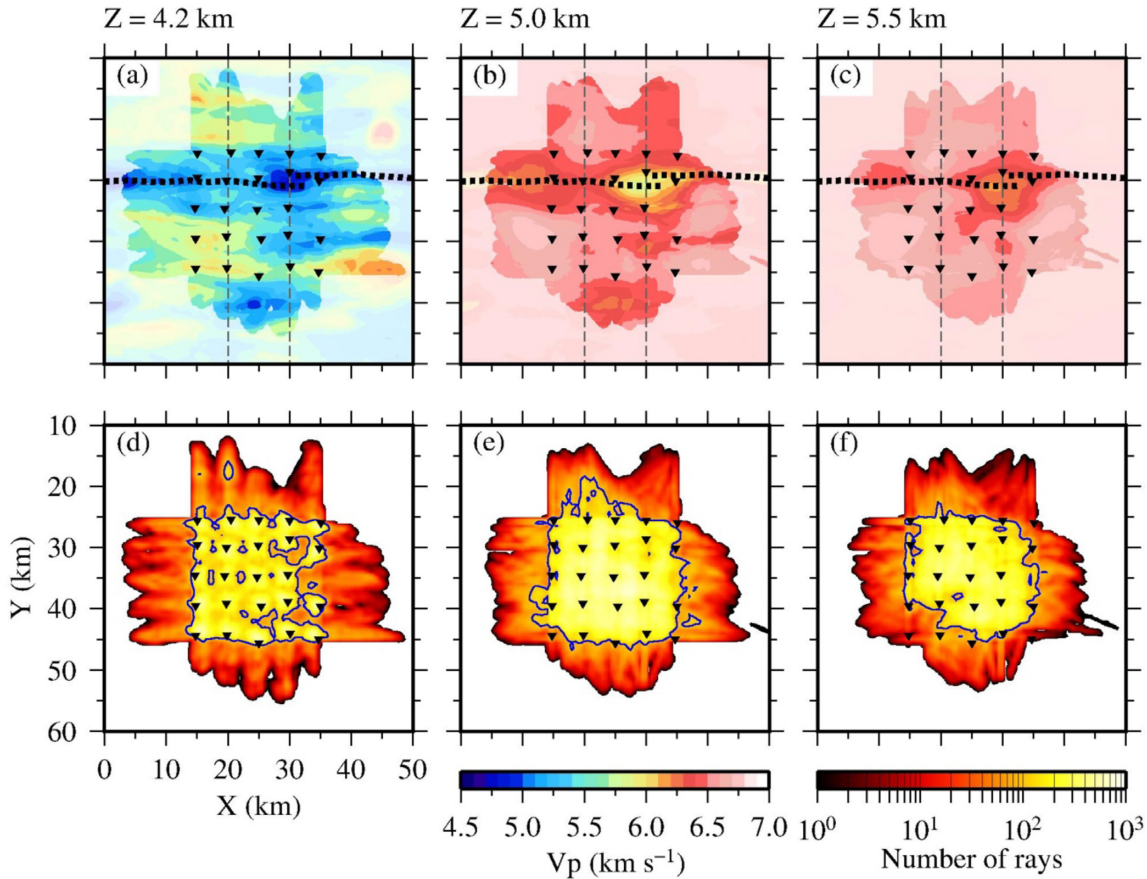 Z = 4.2 km
Z = 5.0 km
Z = 5.5 km
(a)
(b)
(c)
10
20
30
40
50
60
Y (km)
(d)
(e)
(f)
0 10 20 30 40 50
X (km)
4.5 5.0 5.5 6.0 6.5 7.0
Vp (km s⁻¹)
10⁰ 10¹ 10² 10³
Number of rays